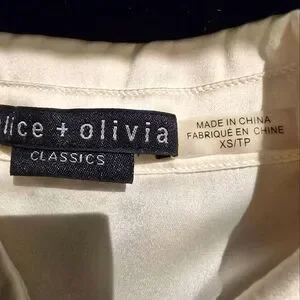 lice + olivia
CLASSICS
MADE IN CHINA
FABRIQUÉ EN CHINE
XS/TP